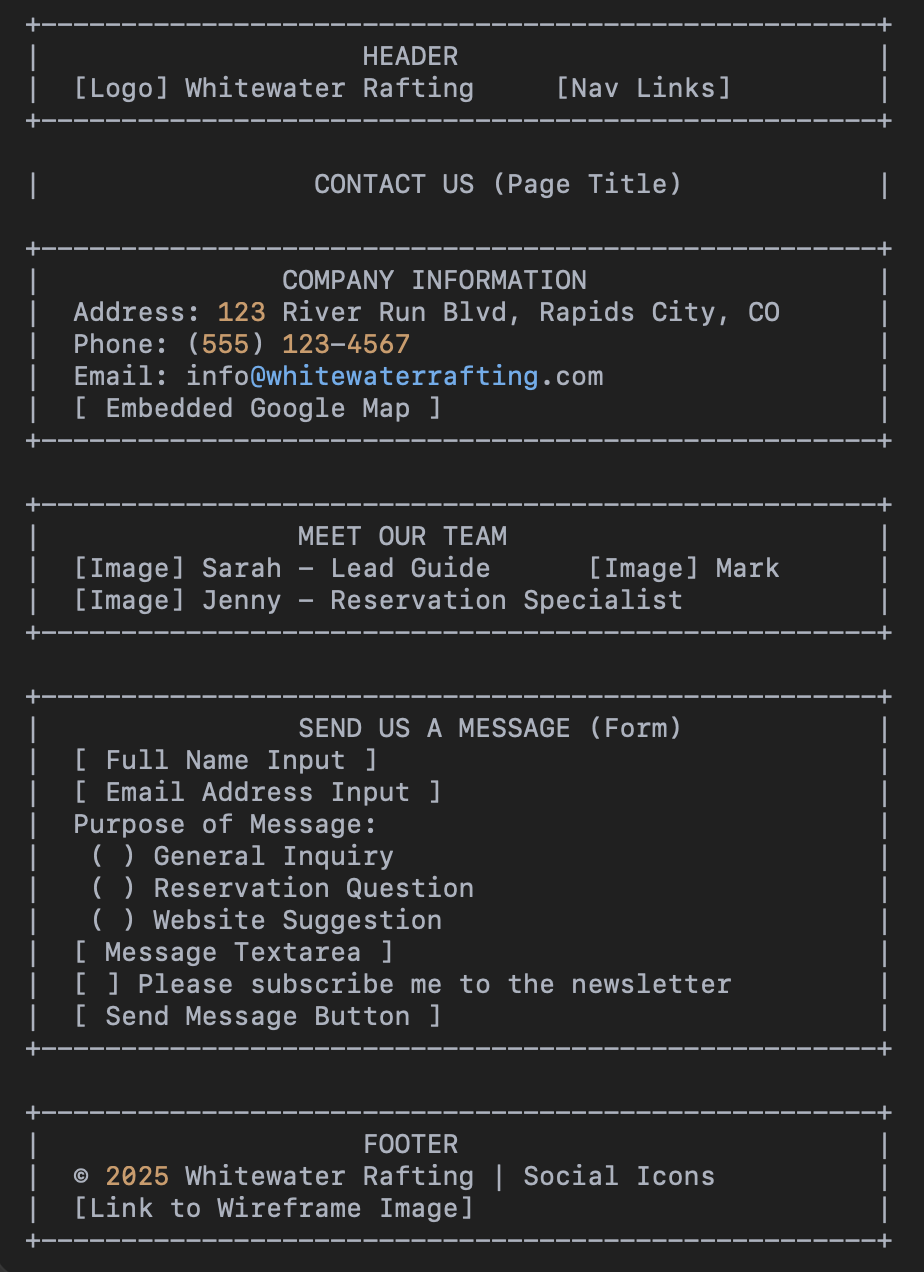 +----------------------------------------------------+
|                    HEADER                          |
|  [Logo] Whitewater Rafting     [Nav Links]         |
+----------------------------------------------------+

|                 CONTACT US (Page Title)            |

+----------------------------------------------------+
|               COMPANY INFORMATION                  |
|  Address: 123 River Run Blvd, Rapids City, CO      |
|  Phone: (555) 123-4567                             |
|  Email: info@whitewaterrafting.com                 |
|  [ Embedded Google Map ]                           |
+----------------------------------------------------+

+----------------------------------------------------+
|                MEET OUR TEAM                       |
|  [Image] Sarah - Lead Guide      [Image] Mark      |
|  [Image] Jenny - Reservation Specialist            |
+----------------------------------------------------+

+----------------------------------------------------+
|                SEND US A MESSAGE (Form)            |
|  [ Full Name Input ]                               |
|  [ Email Address Input ]                           |
|  Purpose of Message:                               |
|   ( ) General Inquiry                              |
|   ( ) Reservation Question                         |
|   ( ) Website Suggestion                           |
|  [ Message Textarea ]                              |
|  [ ] Please subscribe me to the newsletter         |
|  [ Send Message Button ]                           |
+----------------------------------------------------+

+----------------------------------------------------+
|                    FOOTER                          |
|  © 2025 Whitewater Rafting | Social Icons          |
|  [Link to Wireframe Image]                         |
+----------------------------------------------------+